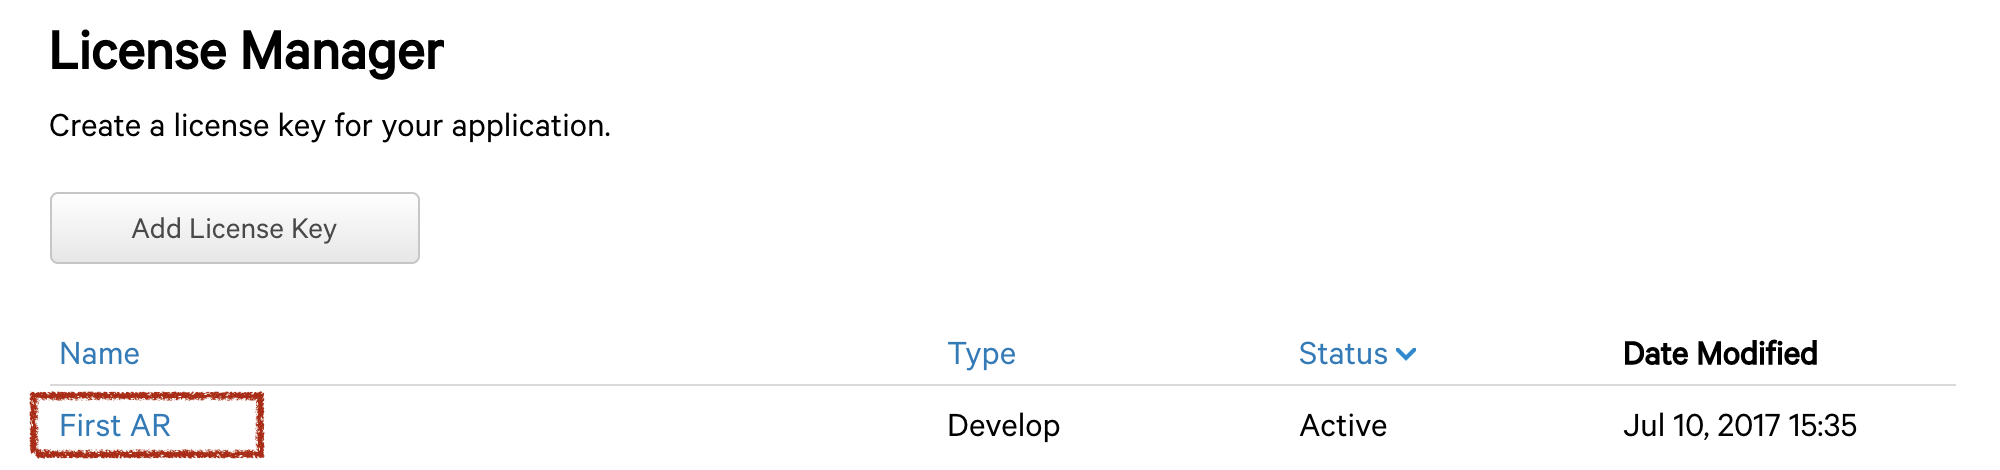 License Manager
Create a license key for your application.
Add License Key
Name Type Status Date Modified
First AR Develop Active Jul 10, 2017 15:35